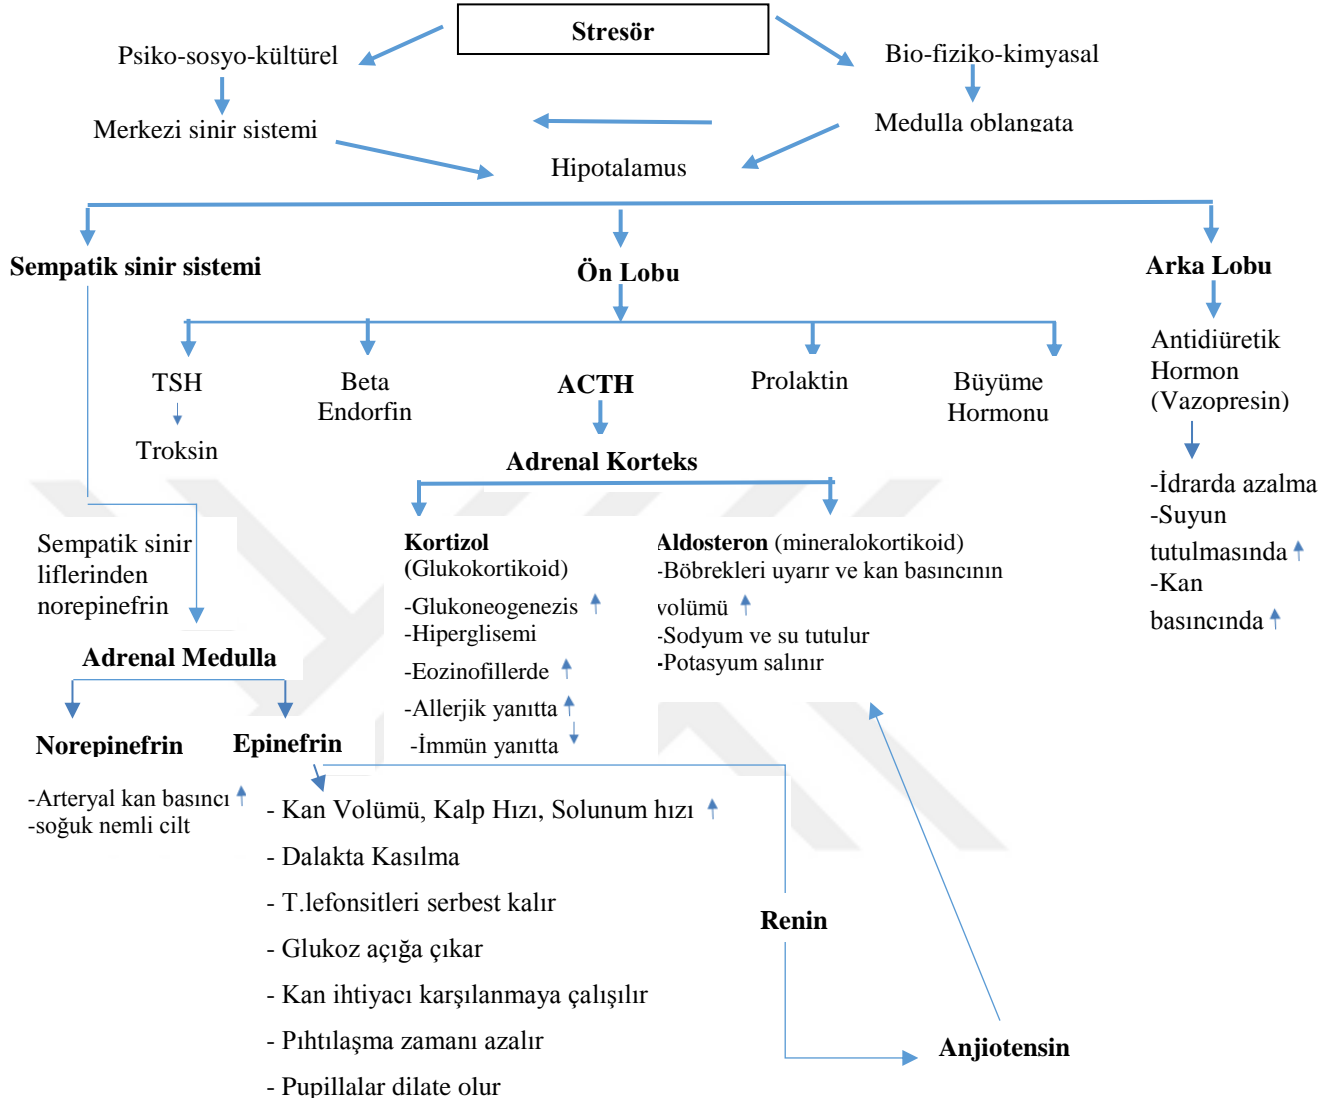 Stresör
Psiko-sosyo-kültürel
Bio-fiziko-kimyasal
Merkezi sinir sistemi
Medulla oblangata
Hipotalamus
Sempatik sinir sistemi
Ön Lobu
Arka Lobu
TSH
Troksin
Beta
Endorfin
ACTH
Prolaktin
Büyüme
Hormonu
Antidiüretik
Hormon
(Vazopresin)
-İdrarda azalma
-Suyun
tutulmasında
-Kan
basıncında
Adrenal Korteks
Sempatik sinir
liflerinden
norepinefrin
Kortizol
(Glukokortikoid)
-Glukoneogenezis
-Hiperglisemi
-Eozinofillerde
-Allerjik yanıtta
-İmmün yanıtta
Aldosteron (mineralokortikoid)
-Böbrekleri uyarır ve kan basıncının
volümü
-Sodyum ve su tutulur
-Potasyum salınır
Adrenal Medulla
Norepinefrin
Epinefrin
-Arteryal kan basıncı
-soğuk nemli cilt
- Kan Volümü, Kalp Hızı, Solunum hızı
- Dalakta Kasılma
- T.lefonsitleri serbest kalır
- Glukoz açığa çıkar
- Kan ihtiyacı karşılanmaya çalışılır
- Pıhtılaşma zamanı azalır
- Pupillalar dilate olur
Renin
Anjiotensin